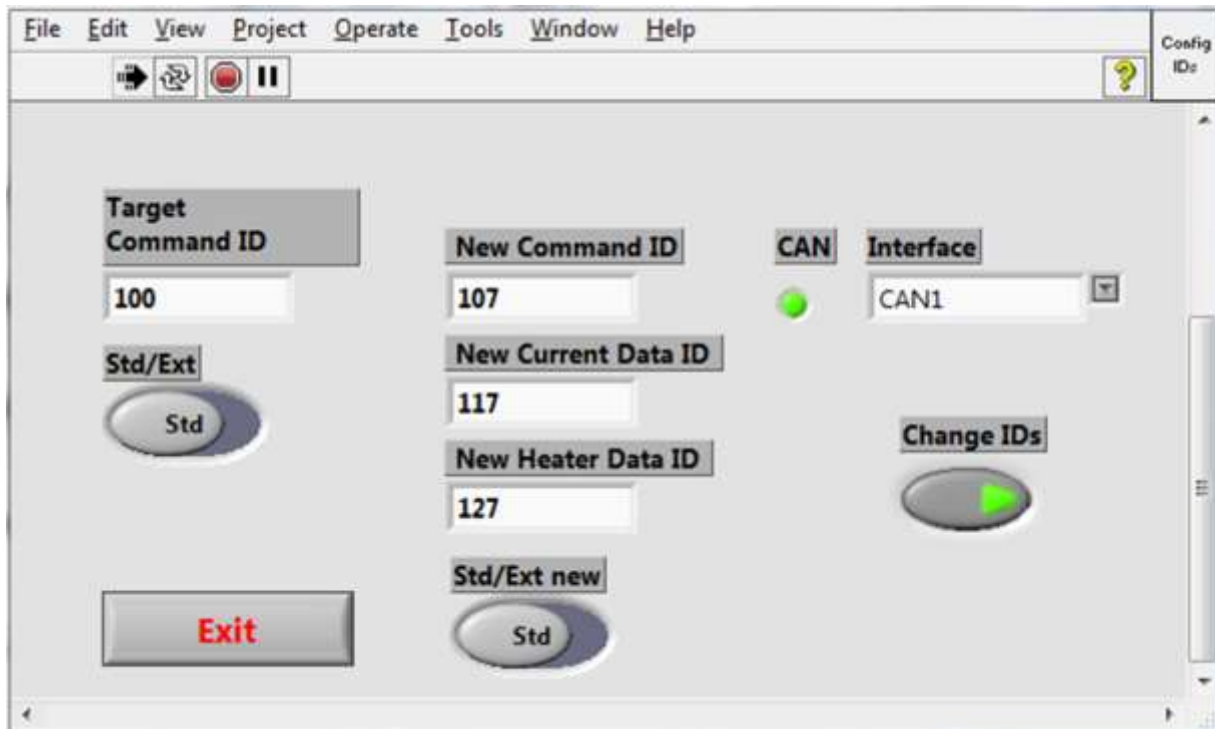 File Edit View Project Operate Tools Window Help
Config
IDs
Target
Command ID
100
Std/Ext
Std
New Command ID
107
New Current Data ID
117
New Heater Data ID
127
Std/Ext new
Std
CAN
Interface
CAN1
Change IDs
Exit